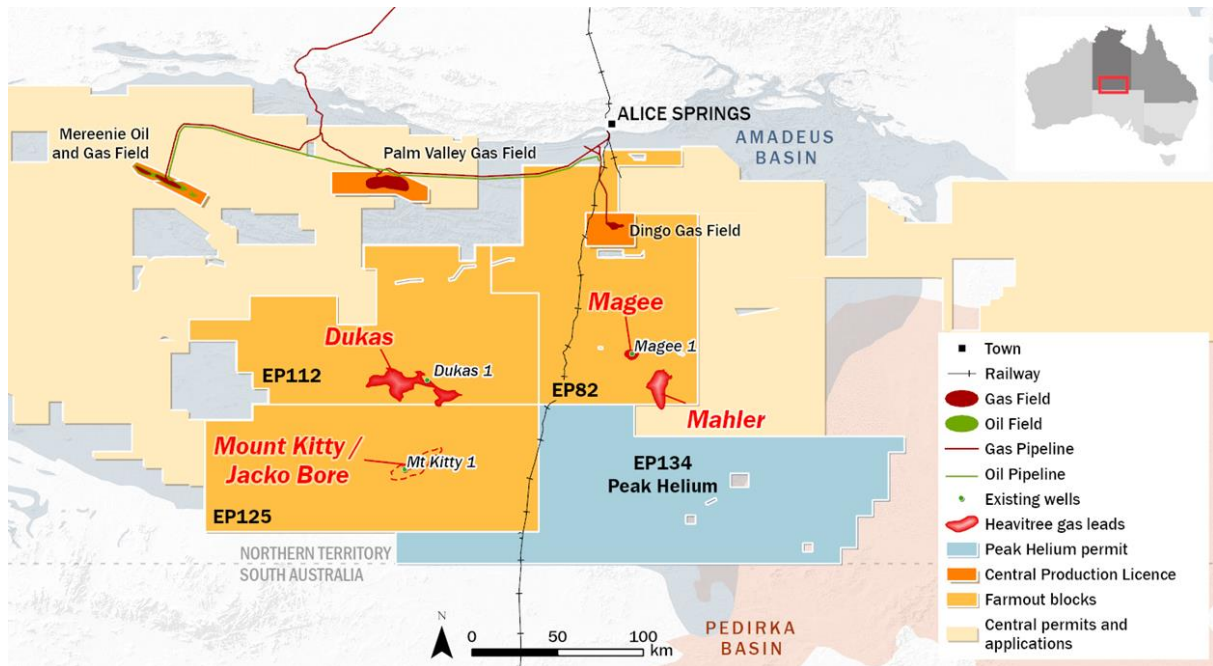 ALICE SPRINGS
AMADEUS
BASIN
Mereenie Oil
and Gas Field
Palm Valley Gas Field
Dingo Gas Field
Magee
Magee 1
Dukas
Dukas 1
EP112
EP82
Mahler
Mount Kitty /
Jacko Bore
Mt Kitty 1
EP125
EP134
Peak Helium
NORTHERN TERRITORY
SOUTH AUSTRALIA
N
0 50 100
km
PEDIRKA
BASIN
Town
Railway
Gas Field
Oil Field
Gas Pipeline
Oil Pipeline
Existing wells
Heavitree gas leads
Peak Helium permit
Central Production Licence
Farmout blocks
Central permits and
applications